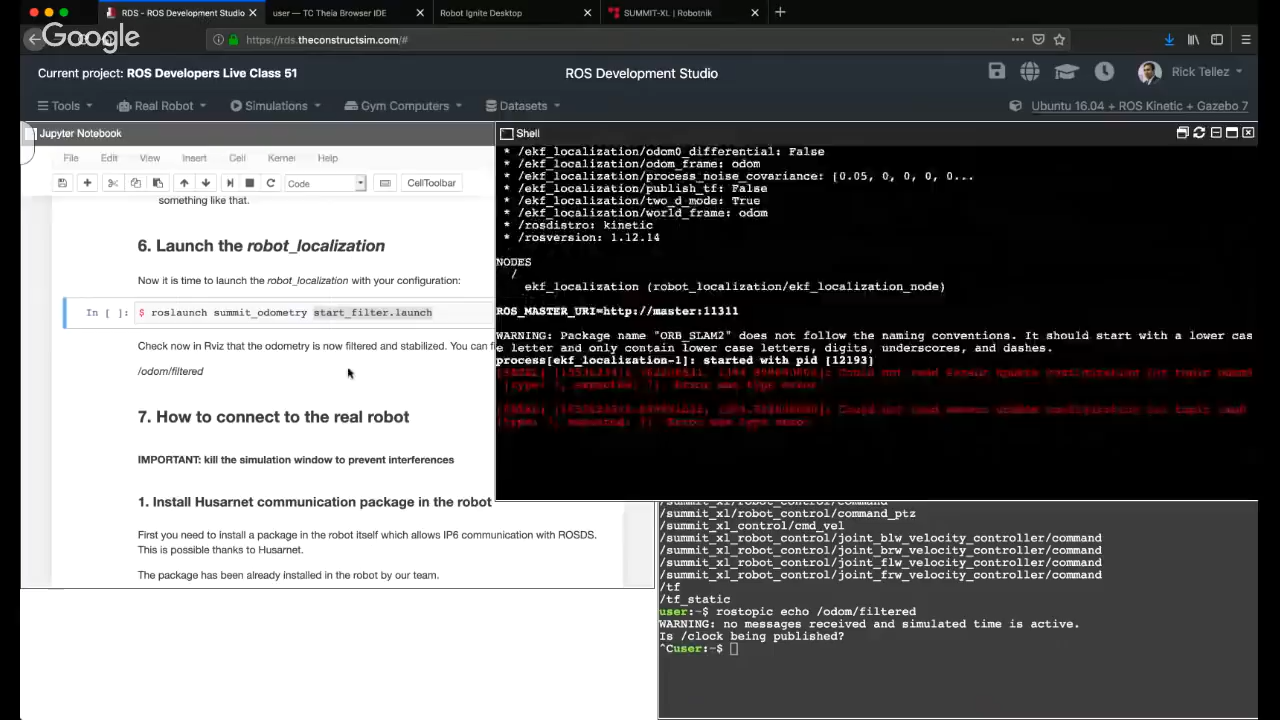 RDS - ROS Development Studio
user — TC Theia Browser IDE
Robot Ignite Desktop
SUMMIT-XL | Robotnik
Google
https://rds.theconstructsim.com/#
Current project: ROS Developers Live Class 51
ROS Development Studio
Rick Tellez
Tools
Real Robot
Simulations
Gym Computers
Datasets
Ubuntu 16.04 + ROS Kinetic + Gazebo 7
Jupyter Notebook
File Edit View Insert Cell Kernel Help
Code
CellToolbar
something like that.
6. Launch the robot_localization
Now it is time to launch the robot_localization with your configuration:
In [ ]: $ roslaunch summit_odometry start_filter.launch
Check now in Rviz that the odometry is now filtered and stabilized. You can fi
/odom/filtered
7. How to connect to the real robot
IMPORTANT: kill the simulation window to prevent interferences
1. Install Husarnet communication package in the robot
First you need to install a package in the robot itself which allows IP6 communication with ROSDS.
This is possible thanks to Husarnet.
The package has been already installed in the robot by our team.
Shell
* /ekf_localization/odom0_differential: False
* /ekf_localization/odom_frame: odom
* /ekf_localization/process_noise_covariance: [0.05, 0, 0, 0, 0...
* /ekf_localization/publish_tf: False
* /ekf_localization/two_d_mode: True
* /ekf_localization/world_frame: odom
* /rosdistro: kinetic
* /rosversion: 1.12.14
NODES
/
ekf_localization (robot_localization/ekf_localization_node)
ROS_MASTER_URI=http://master:11311
WARNING: Package name "ORB_SLAM2" does not follow the naming conventions. It should start with a lower cas
e letter and only contain lower case letters, digits, underscores, and dashes.
process[ekf_localization-1]: started with pid [12193]
/summit_xl/robot_control/command
/summit_xl/robot_control/command_ptz
/summit_xl_control/cmd_vel
/summit_xl_robot_control/joint_blw_velocity_controller/command
/summit_xl_robot_control/joint_brw_velocity_controller/command
/summit_xl_robot_control/joint_flw_velocity_controller/command
/summit_xl_robot_control/joint_frw_velocity_controller/command
/tf
/tf_static
user:~$ rostopic echo /odom/filtered
WARNING: no messages received and simulated time is active.
Is /clock being published?
^Cuser:~$